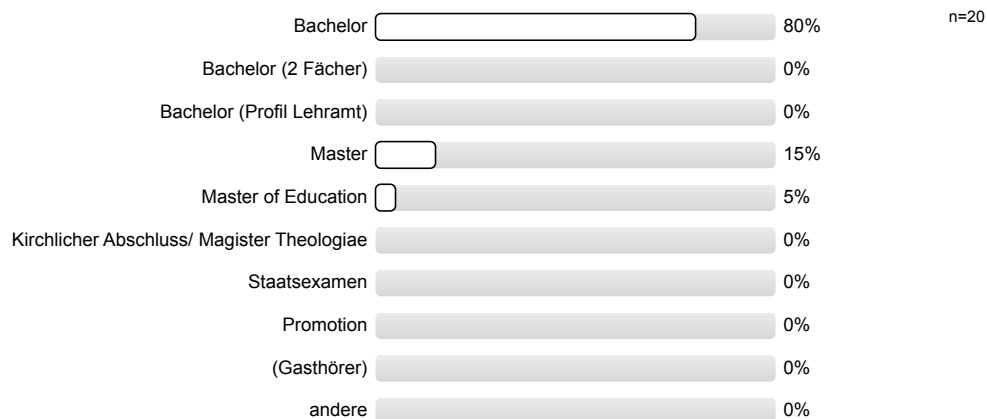 n=20
Bachelor 80%
Bachelor (2 Fächer) 0%
Bachelor (Profil Lehramt) 0%
Master 15%
Master of Education 5%
Kirchlicher Abschluss/ Magister Theologiae 0%
Staatsexamen 0%
Promotion 0%
(Gasthörer) 0%
andere 0%